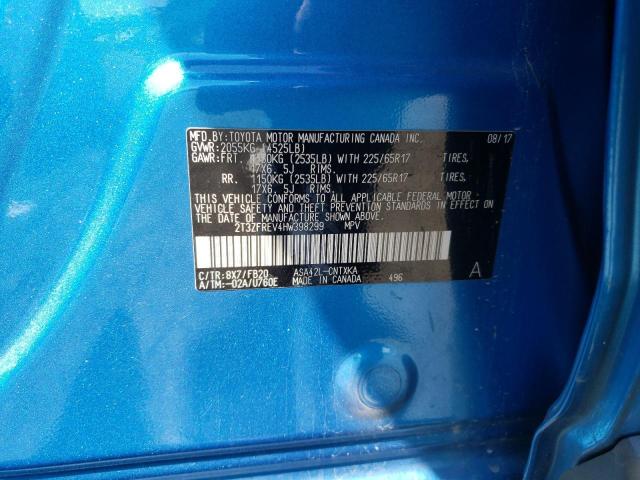 MFD.BY:TOYOTA MOTOR MANUFACTURING CANADA INC. 08/17
GVWR:2055KG (4525LB)
GAWR:FRT. 1150KG (2535LB) WITH 225/65R17 TIRES,
17X6. 5J RIMS.
RR. 1150KG (2535LB) WITH 225/65R17 TIRES,
17X6. 5J RIMS.
THIS VEHICLE CONFORMS TO ALL APPLICABLE FEDERAL MOTOR
VEHICLE SAFETY AND THEFT PREVENTION STANDARDS IN EFFECT
ON THE DATE OF MANUFACTURE SHOWN ABOVE.
2T3ZFREV4HW398299 MPV
C/TR:8X7/FB20 ASA42L-CNTXKA A
A/TM:-02A/U760E MADE IN CANADA 496